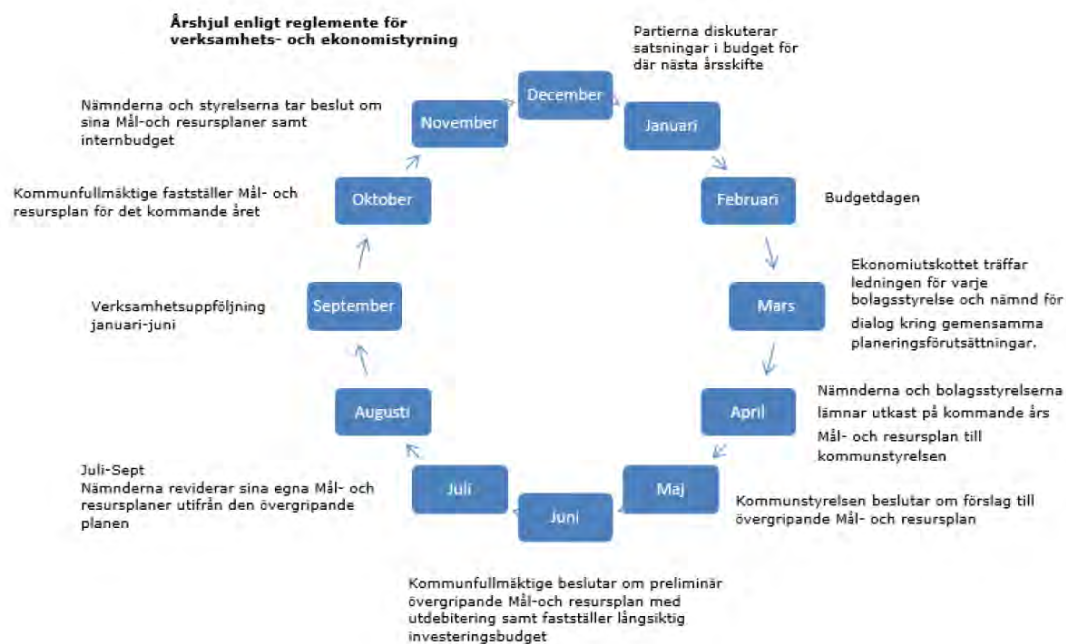 Årshjul enligt reglemente för
verksamhets- och ekonomistyrning
Partierna diskuterar
satsningar i budget för
där nästa årsskifte
December
Januari
Februari
Budgetdagen
Mars
Ekonomiutskottet träffar
ledningen för varje
bolagsstyrelse och nämnd för
dialog kring gemensamma
planeringsförutsättningar.
April
Nämnderna och bolagsstyrelserna
lämnar utkast på kommande års
Mål- och resursplan till
kommunstyrelsen
Maj
Kommunstyrelsen beslutar om förslag till
övergripande Mål- och resursplan
Juni
Kommunfullmäktige beslutar om preliminär
övergripande Mål-och resursplan med
utdebitering samt fastställer långsiktig
investeringsbudget
Juli
Juli-Sept
Nämnderna reviderar sina egna Mål- och
resursplaner utifrån den övergripande
planen
Augusti
September
Verksamhetsuppföljning
januari-juni
Oktober
Kommunfullmäktige fastställer Mål- och
resursplan för det kommande året
November
Nämnderna och styrelserna tar beslut om
sina Mål-och resursplaner samt
internbudget